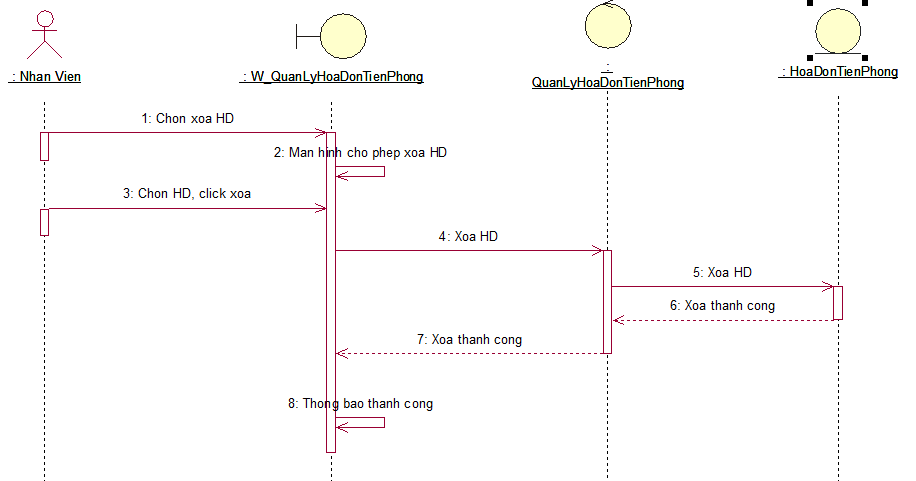 : Nhan Vien
: W_QuanLyHoaDonTienPhong
:
QuanLyHoaDonTienPhong
: HoaDonTienPhong
1: Chon xoa HD
2: Man hinh cho phep xoa HD
3: Chon HD, click xoa
4: Xoa HD
5: Xoa HD
6: Xoa thanh cong
7: Xoa thanh cong
8: Thong bao thanh cong